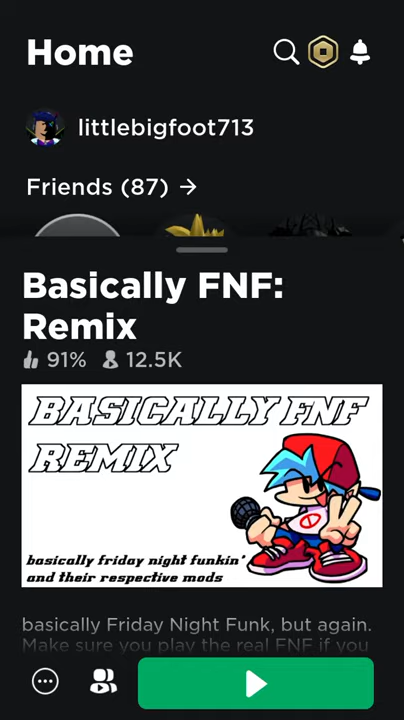 Home
littlebigfoot713
Friends (87) →
Basically FNF:
Remix
91% 12.5K
BASICALLY FNF
REMIX
basically friday night funkin'
and their respective mods
basically Friday Night Funk, but again.
Make sure you play the real FNF if you